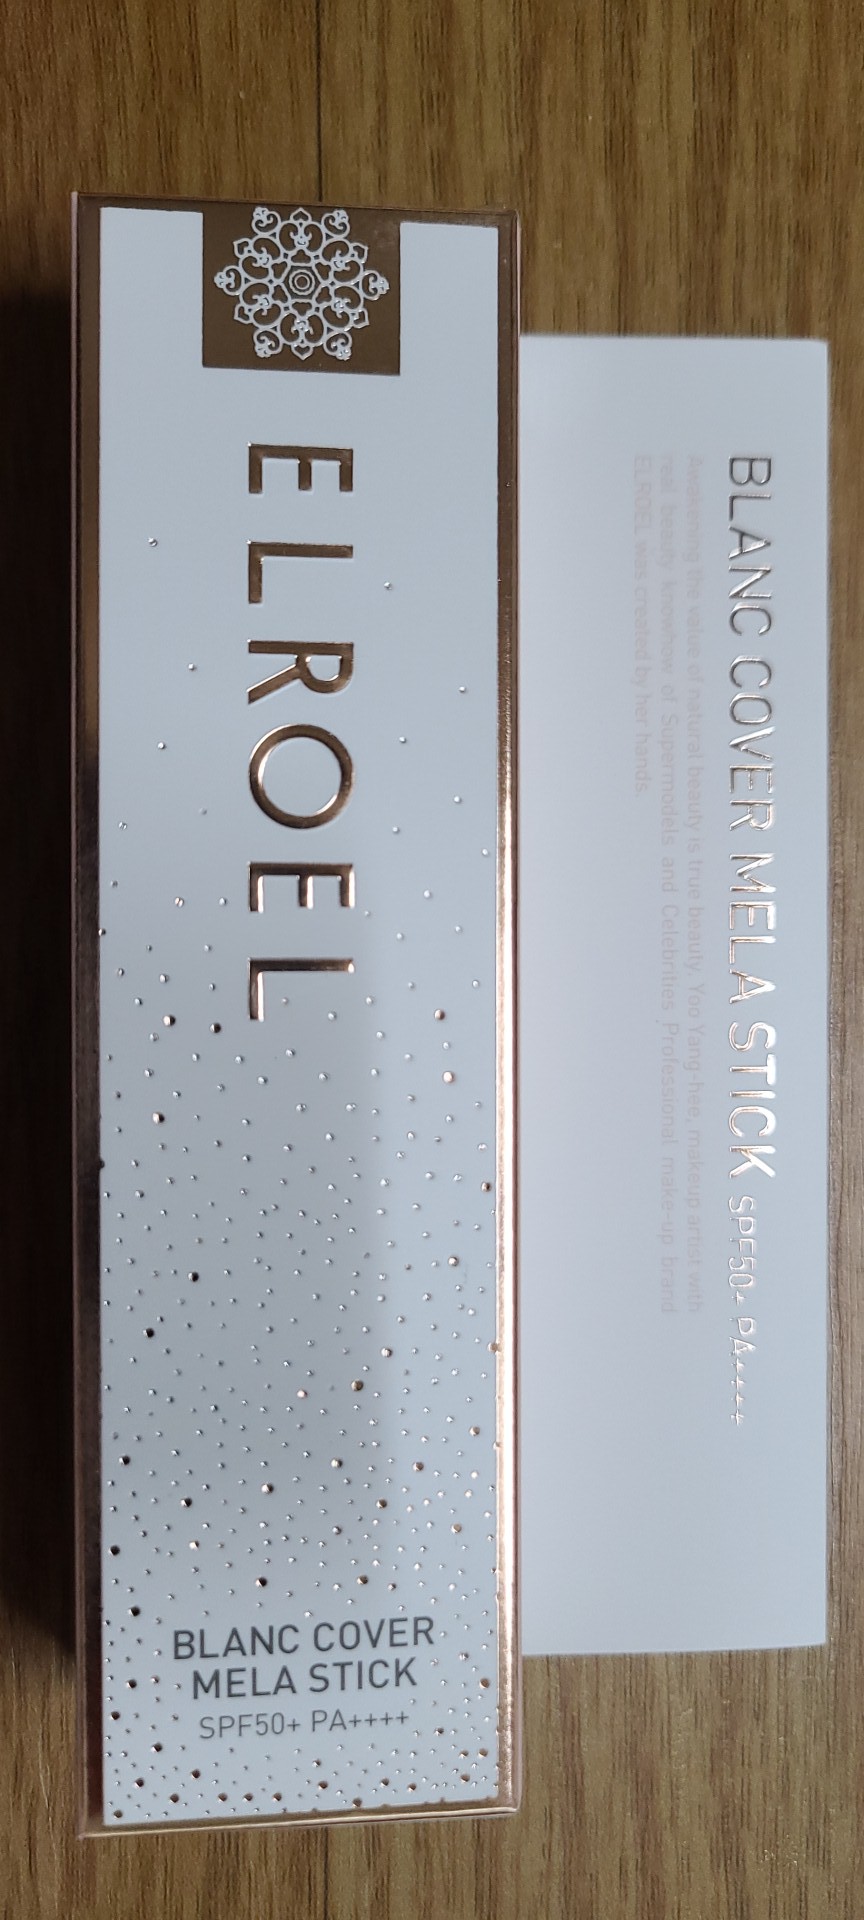 ELROEL
BLANC COVER
MELA STICK
SPF50+ PA++++
BLANC COVER MELA STICK SPF50+ PA++++
Awakening the value of natural beauty is true beauty. Yoo Yang-hee, makeup artist with
real beauty knowhow of Supermodels and Celebrities Professional make-up brand
ELROEL was created by her hands.